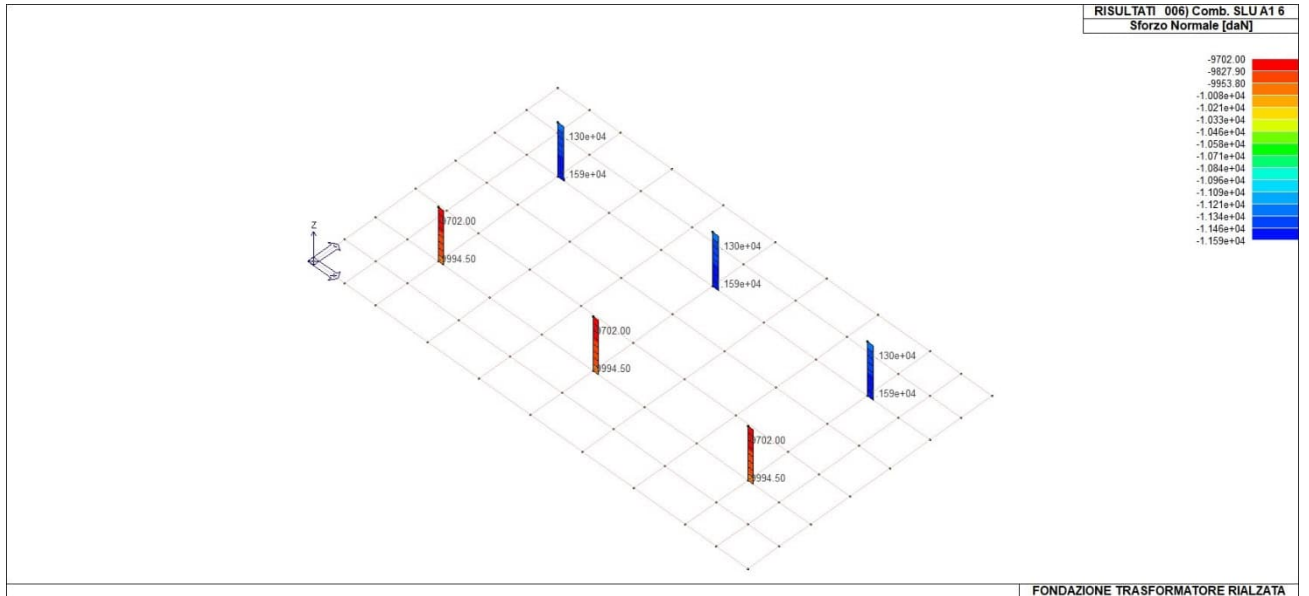 RISULTATI 006) Comb. SLU A1 6
Sforzo Normale [daN]
-9702.00
-9827.90
-9953.80
-1.008e+04
-1.021e+04
-1.033e+04
-1.046e+04
-1.058e+04
-1.071e+04
-1.084e+04
-1.096e+04
-1.109e+04
-1.121e+04
-1.134e+04
-1.146e+04
-1.159e+04
.130e+04
.159e+04
9702.00
9994.50
Z
.130e+04
.159e+04
9702.00
9994.50
.130e+04
.159e+04
9702.00
9994.50
FONDAZIONE TRASFORMATORE RIALZATA